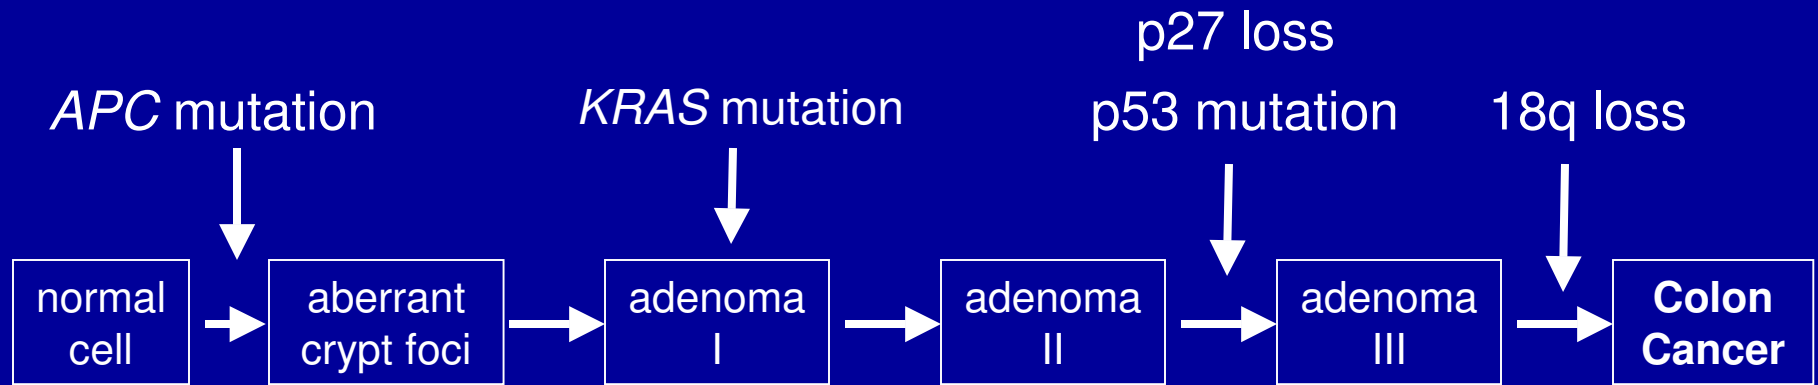 p27 loss
APC mutation
KRAS mutation
p53 mutation
18q loss
normal
cell
aberrant
crypt foci
adenoma
I
adenoma
II
adenoma
III
Colon
Cancer